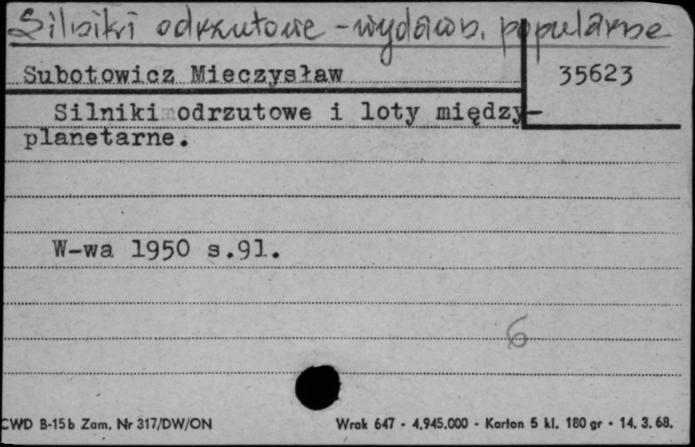 Silniki odrzutowe - wydawn. popularne
Subotowicz Mieczysław
35623
Silniki odrzutowe i loty między-
planetarne.
W-wa 1950 s.91.
6
CWD B-15b Zam. Nr 317/DW/ON
Wrak 647 - 4.945.000 - Karton 5 kl. 180 gr - 14. 3. 68.